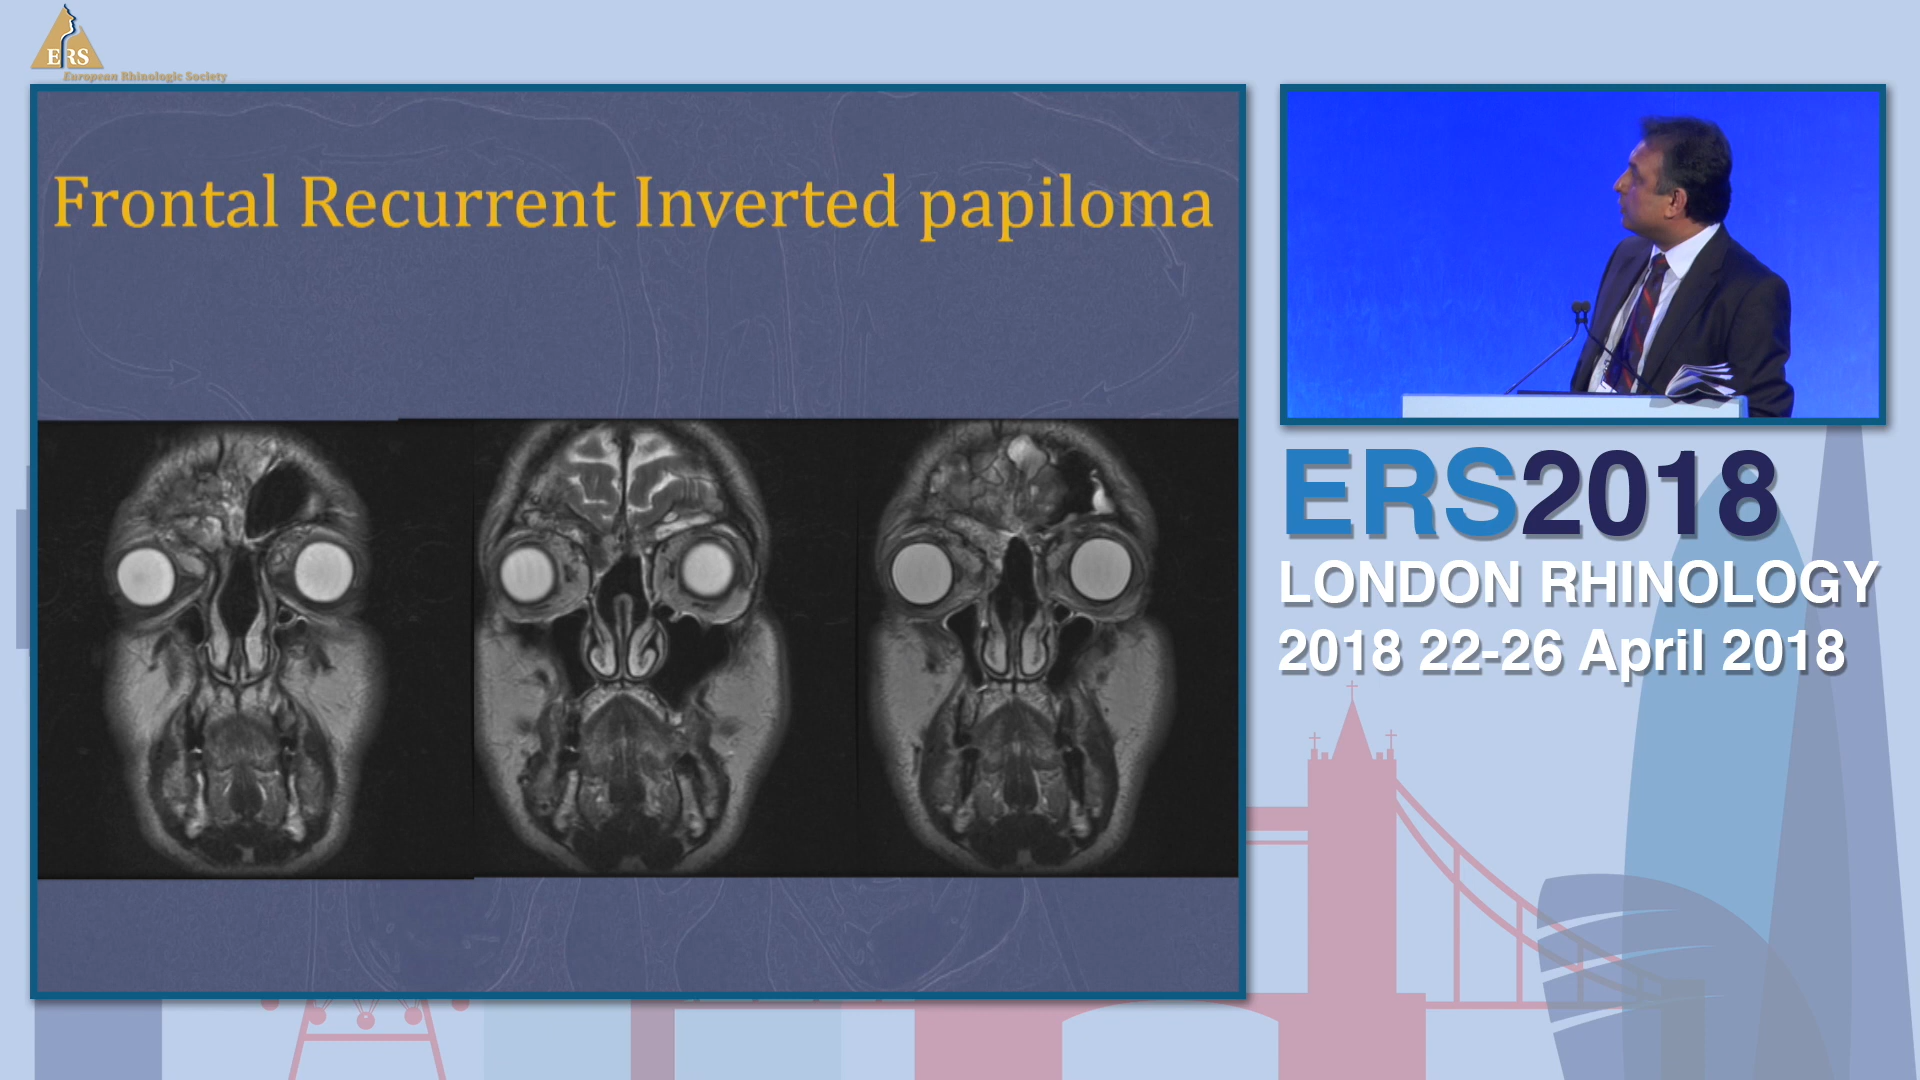 ERS
European Rhinologic Society
Frontal Recurrent Inverted papiloma
ERS2018
LONDON RHINOLOGY
2018 22-26 April 2018